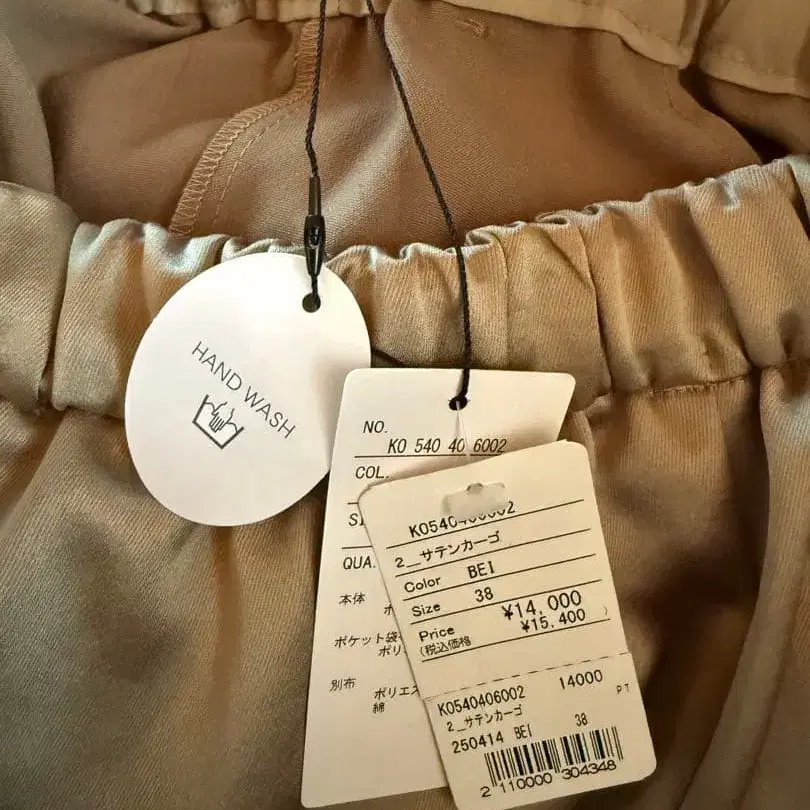 HAND WASH
NO.
K0 540 40 6002
COL.
QUA.
本体
ポケット袋
ポリ
別布
ポリエス
綿
2_サテンカーゴ
Color BEI
Size 38
¥14,000
Price ¥15,400
(税込価格 )
K0540406002 14000
2_サテンカーゴ PT
250414 BEI 38
2 110000 304348